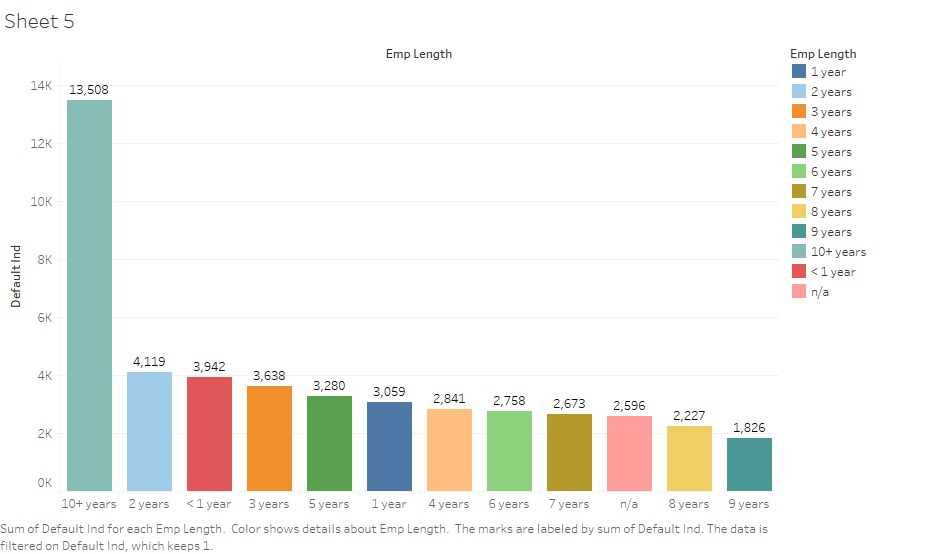 Sheet 5
Emp Length
Emp Length
1 year
2 years
3 years
4 years
5 years
6 years
7 years
8 years
9 years
10+ years
< 1 year
n/a
Default Ind
14K
12K
10K
8K
6K
4K
2K
0K
13,508
4,119
3,942
3,638
3,280
3,059
2,841
2,758
2,673
2,596
2,227
1,826
10+ years 2 years < 1 year 3 years 5 years 1 year 4 years 6 years 7 years n/a 8 years 9 years
Sum of Default Ind for each Emp Length. Color shows details about Emp Length. The marks are labeled by sum of Default Ind. The data is
filtered on Default Ind, which keeps 1.